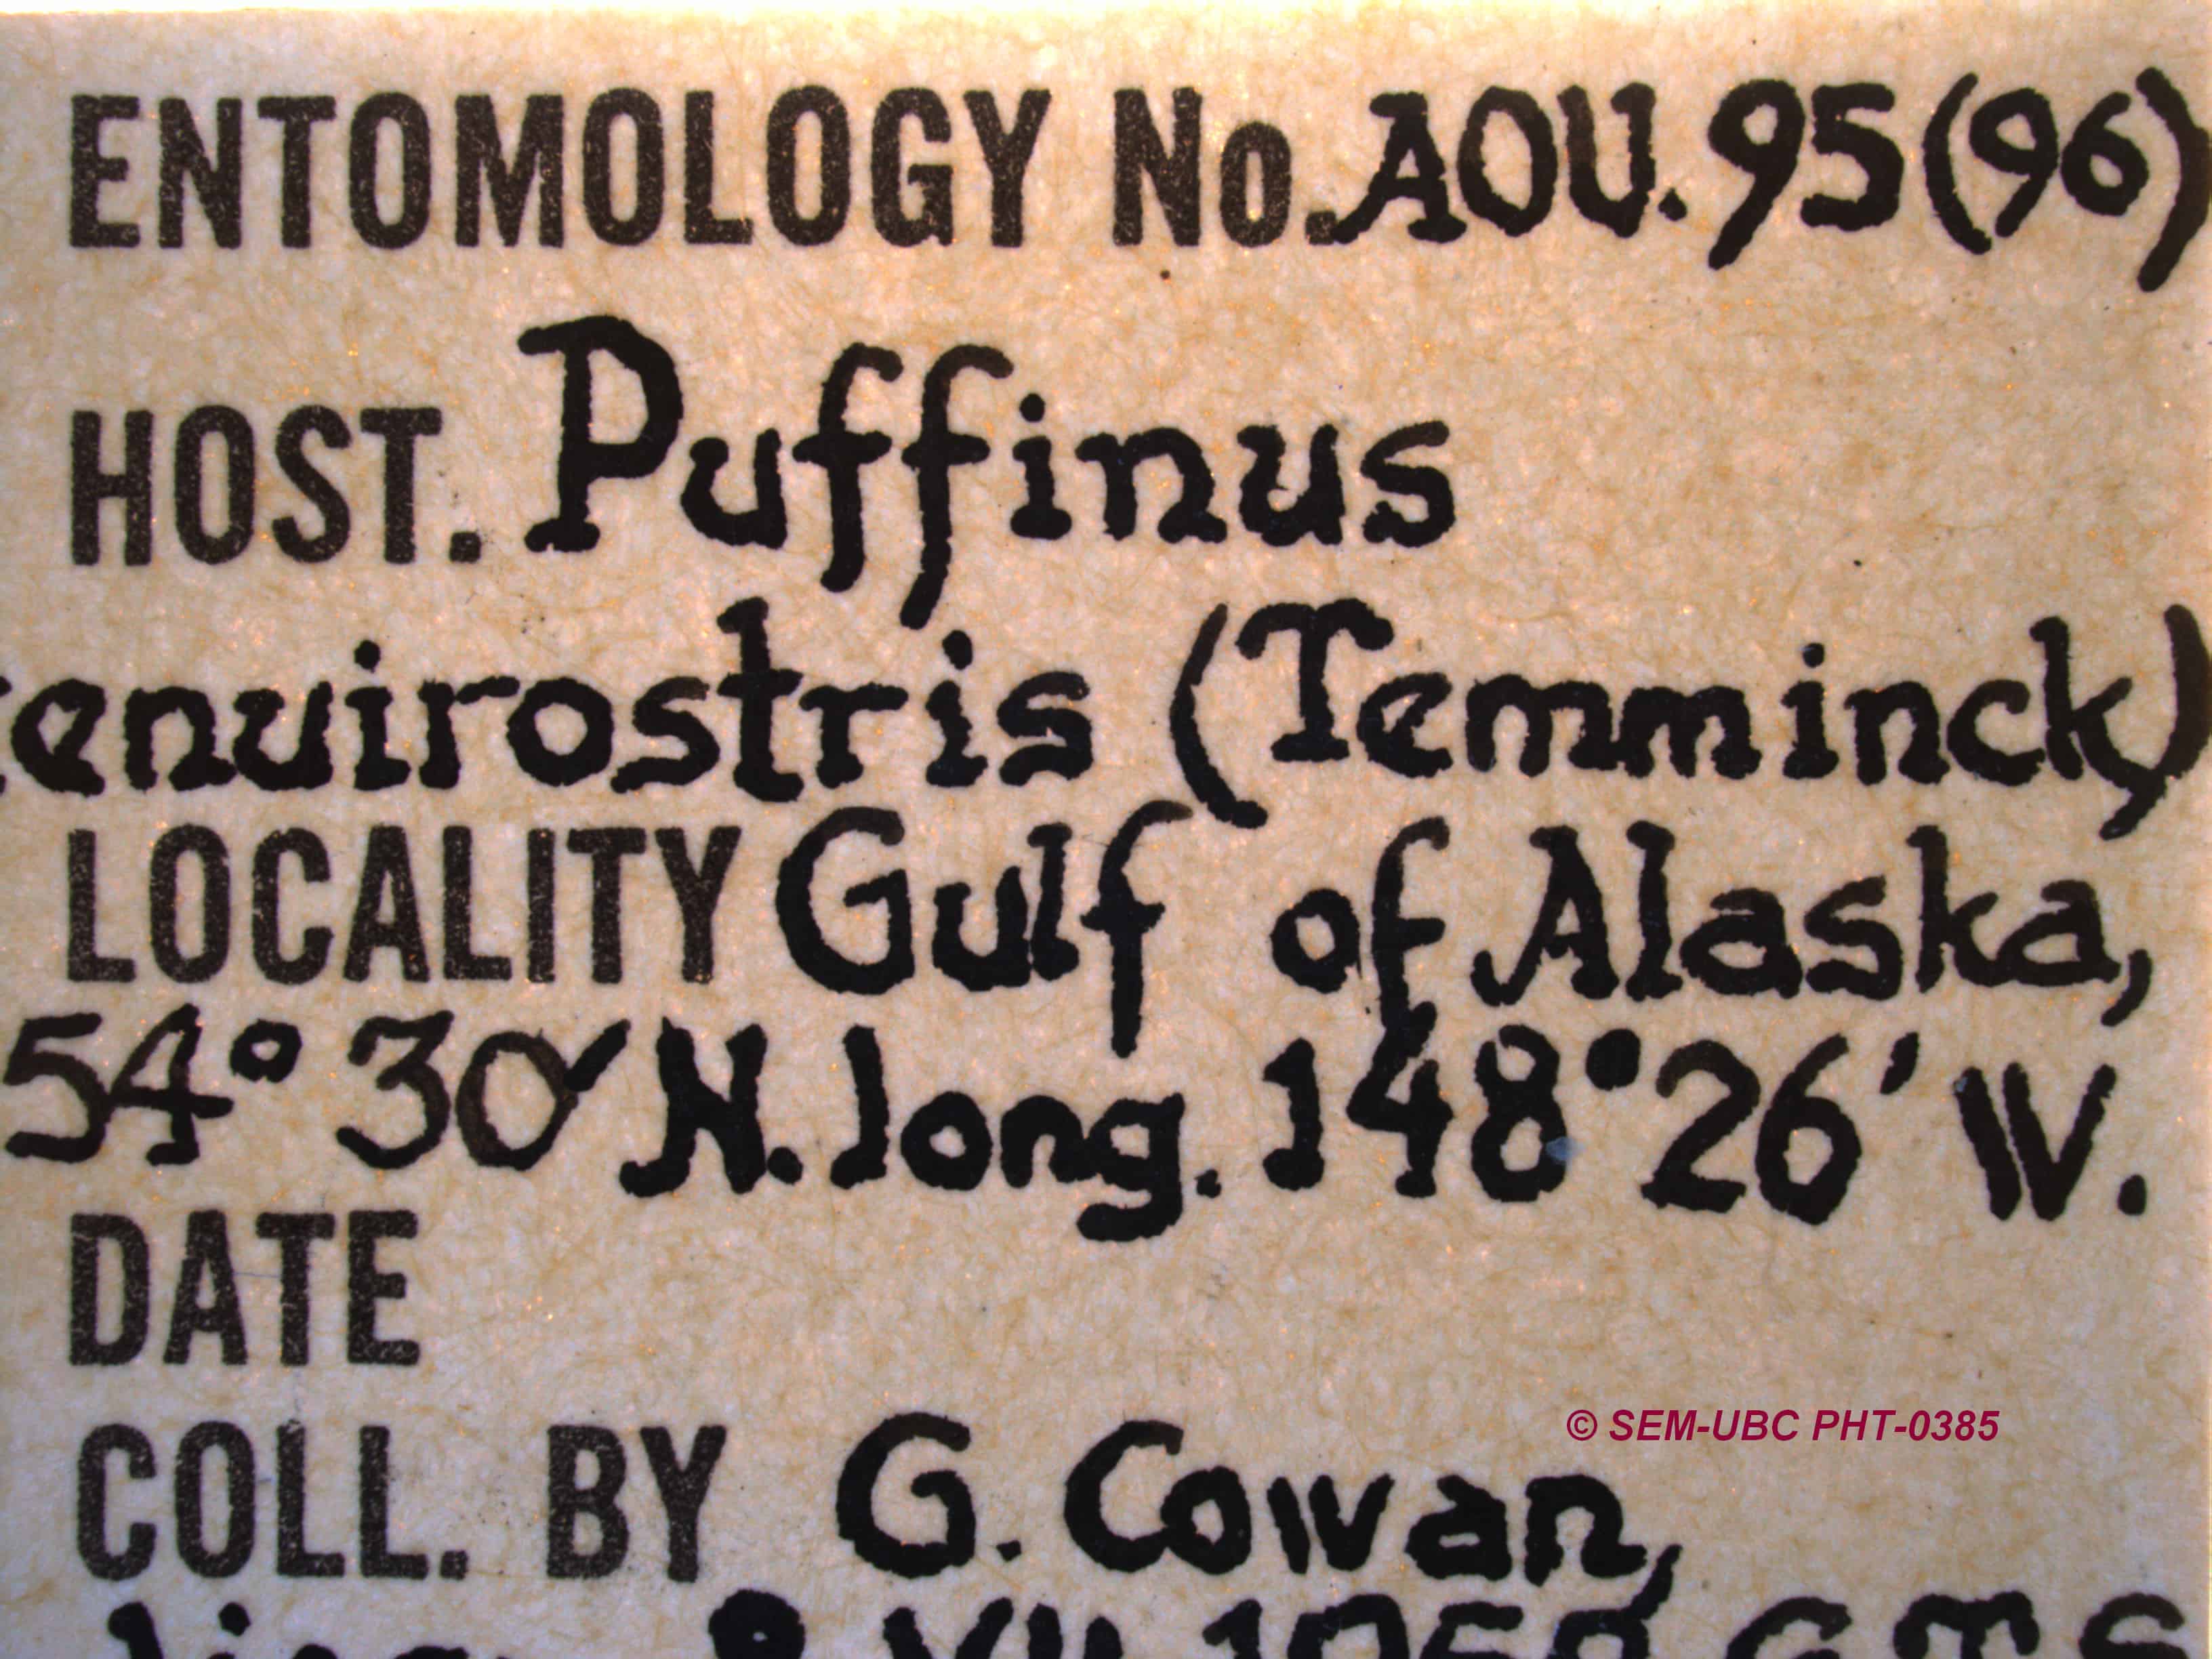 ENTOMOLOGY No. AOU. 95 (96)
HOST. Puffinus
tenuirostris (Temminck)
LOCALITY Gulf of Alaska,
54° 30' N. long. 148° 26' W.
DATE
© SEM-UBC PHT-0385
COLL. BY G. Cowan,